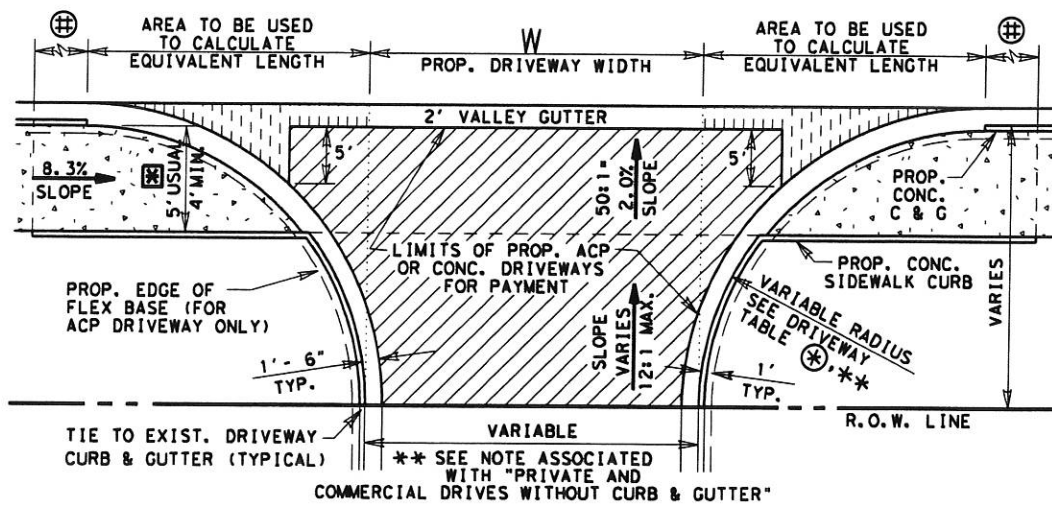 #
AREA TO BE USED
TO CALCULATE
EQUIVALENT LENGTH
W
PROP. DRIVEWAY WIDTH
AREA TO BE USED
TO CALCULATE
EQUIVALENT LENGTH
#
2' VALLEY GUTTER
8.3%
SLOPE
*
5' USUAL
4' MIN.
5'
50:1=
2.0%
SLOPE
5'
PROP.
CONC.
C & G
LIMITS OF PROP. ACP
OR CONC. DRIVEWAYS
FOR PAYMENT
PROP. CONC.
SIDEWALK CURB
PROP. EDGE OF
FLEX BASE (FOR
ACP DRIVEWAY ONLY)
SLOPE
VARIES
12:1 MAX.
VARIABLE RADIUS
SEE DRIVEWAY
TABLE *,**
VARIES
1'-6"
TYP.
1'
TYP.
R.O.W. LINE
TIE TO EXIST. DRIVEWAY
CURB & GUTTER (TYPICAL)
VARIABLE
** SEE NOTE ASSOCIATED
WITH "PRIVATE AND
COMMERCIAL DRIVES WITHOUT CURB & GUTTER"